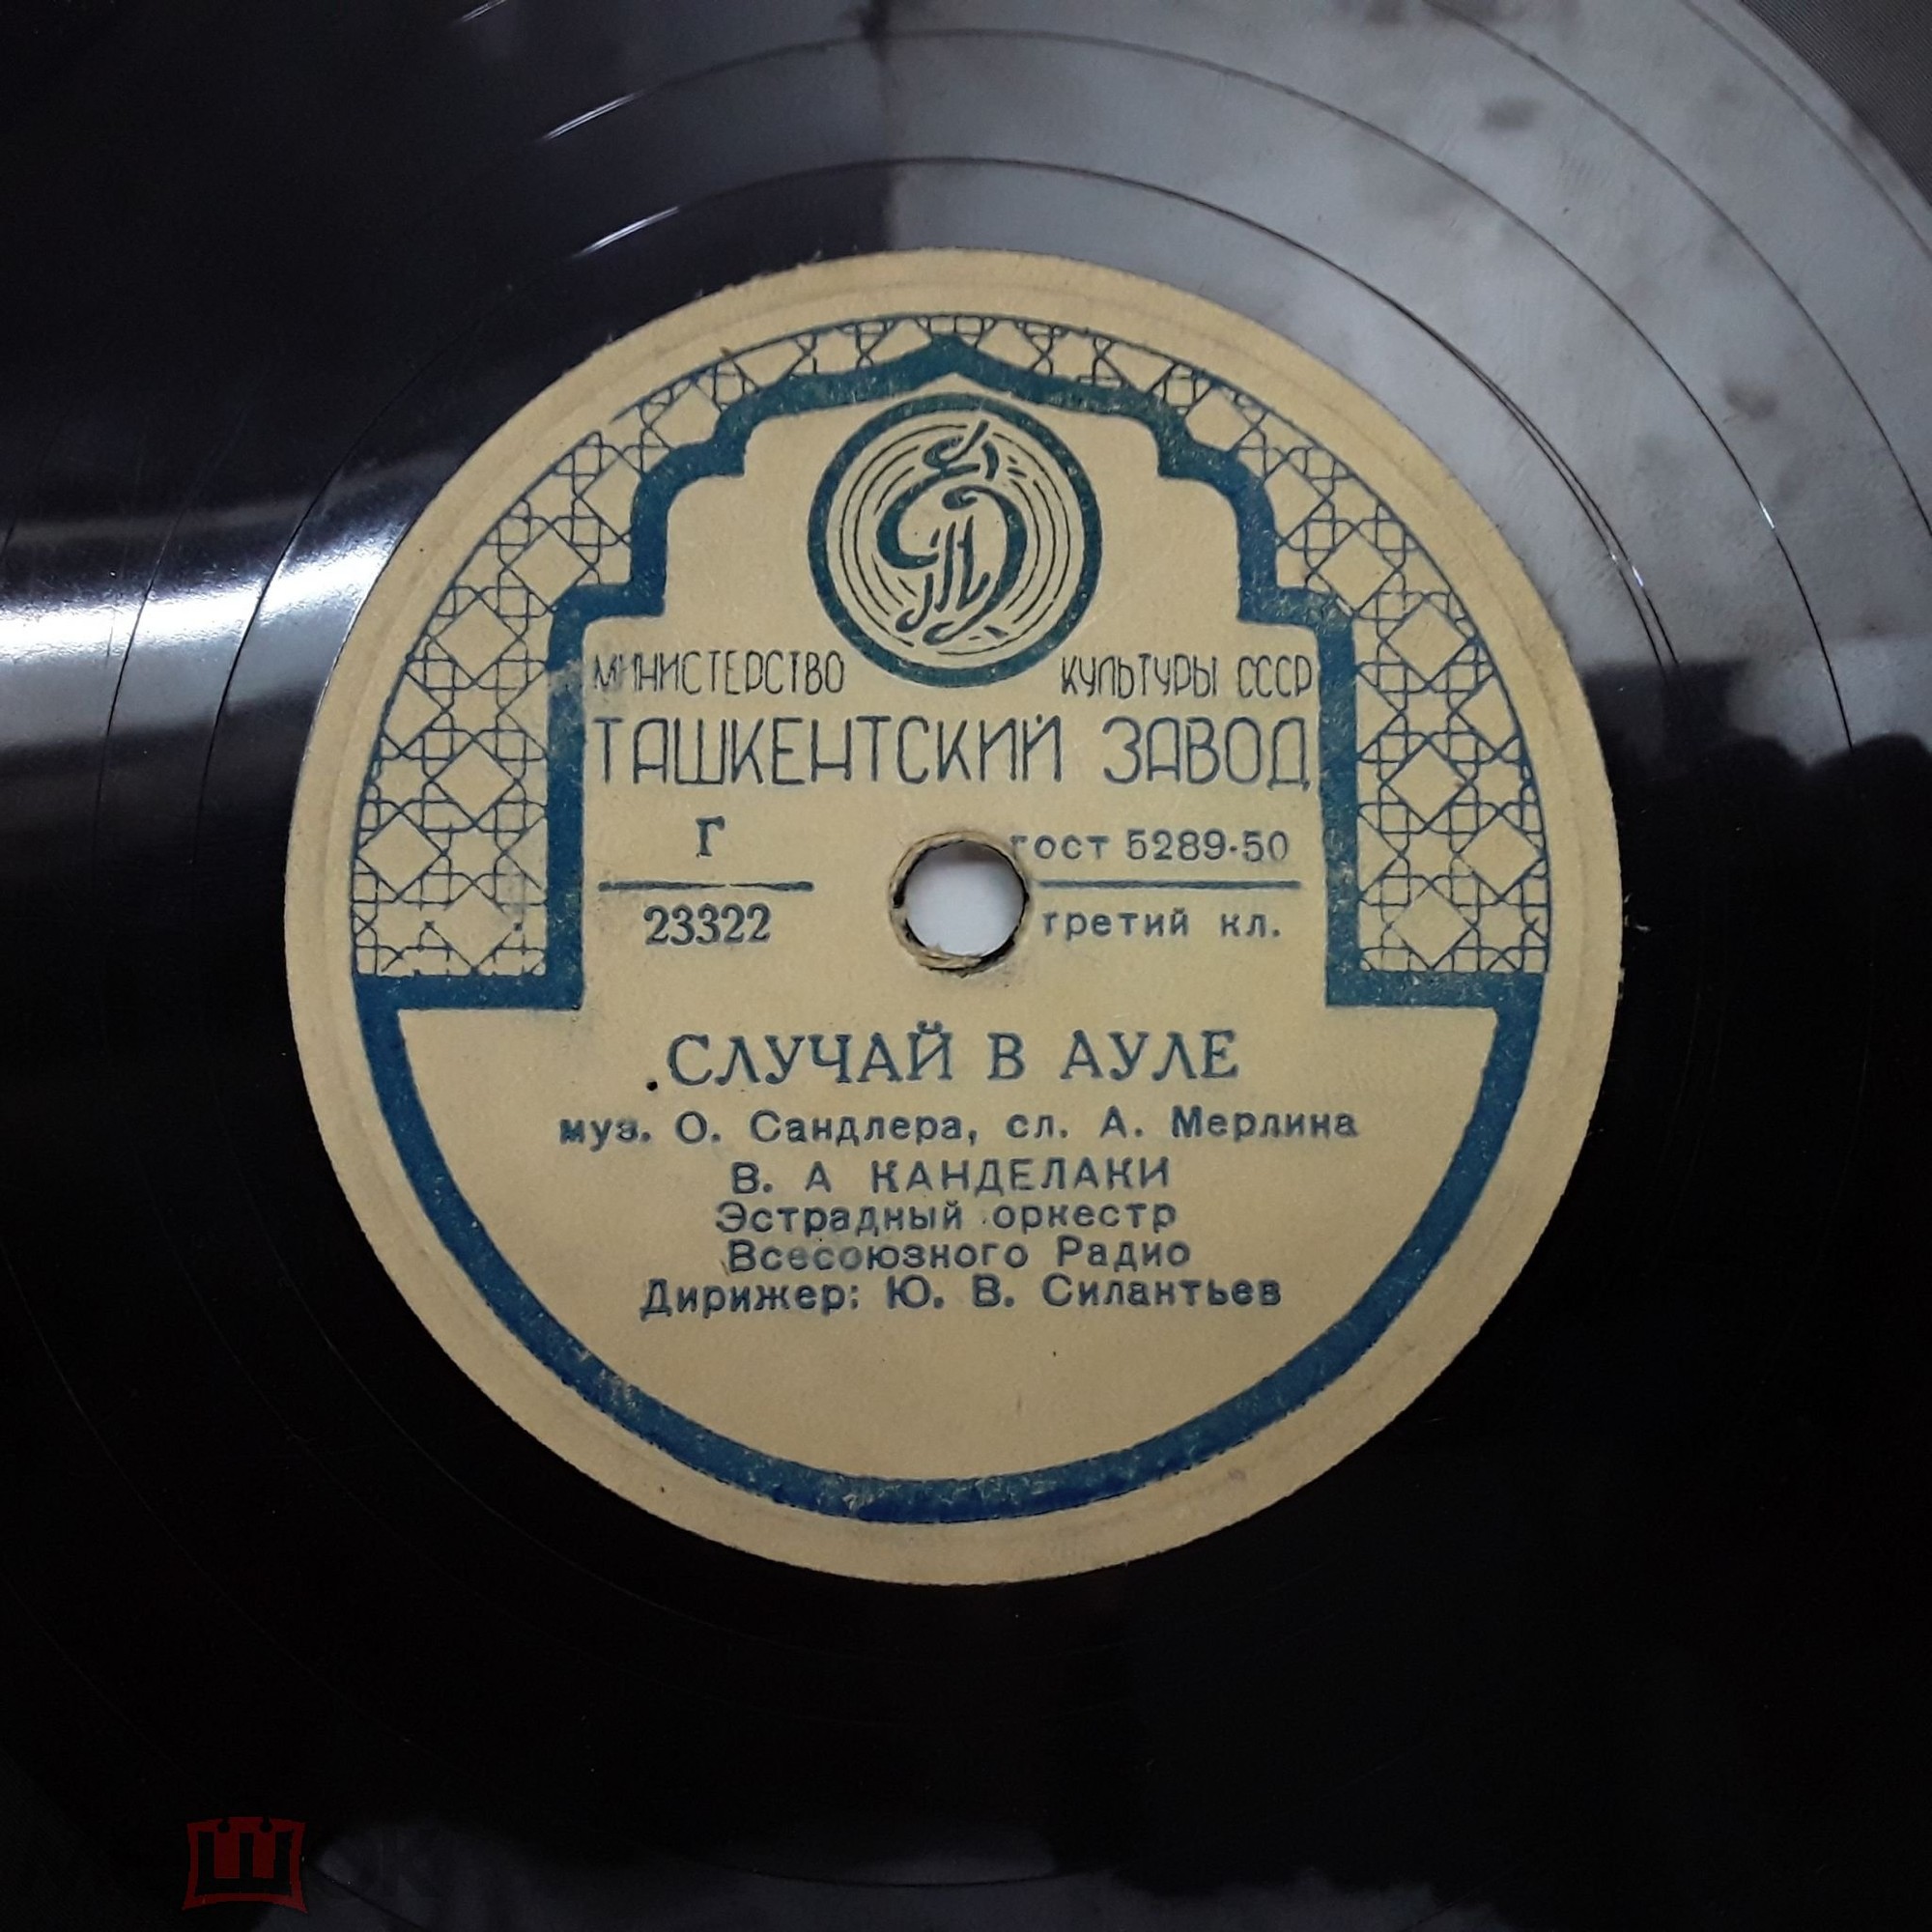 МИНИСТЕРСТВО КУЛЬТУРЫ СССР
ТАШКЕНТСКИЙ ЗАВОД
Г
23322
гост 5289-50
третий кл.
СЛУЧАЙ В АУЛЕ
муз. О. Сандлера, сл. А. Мерлина
В. А КАНДЕЛАКИ
Эстрадный оркестр
Всесоюзного Радио
Дирижер: Ю. В. Силантьев